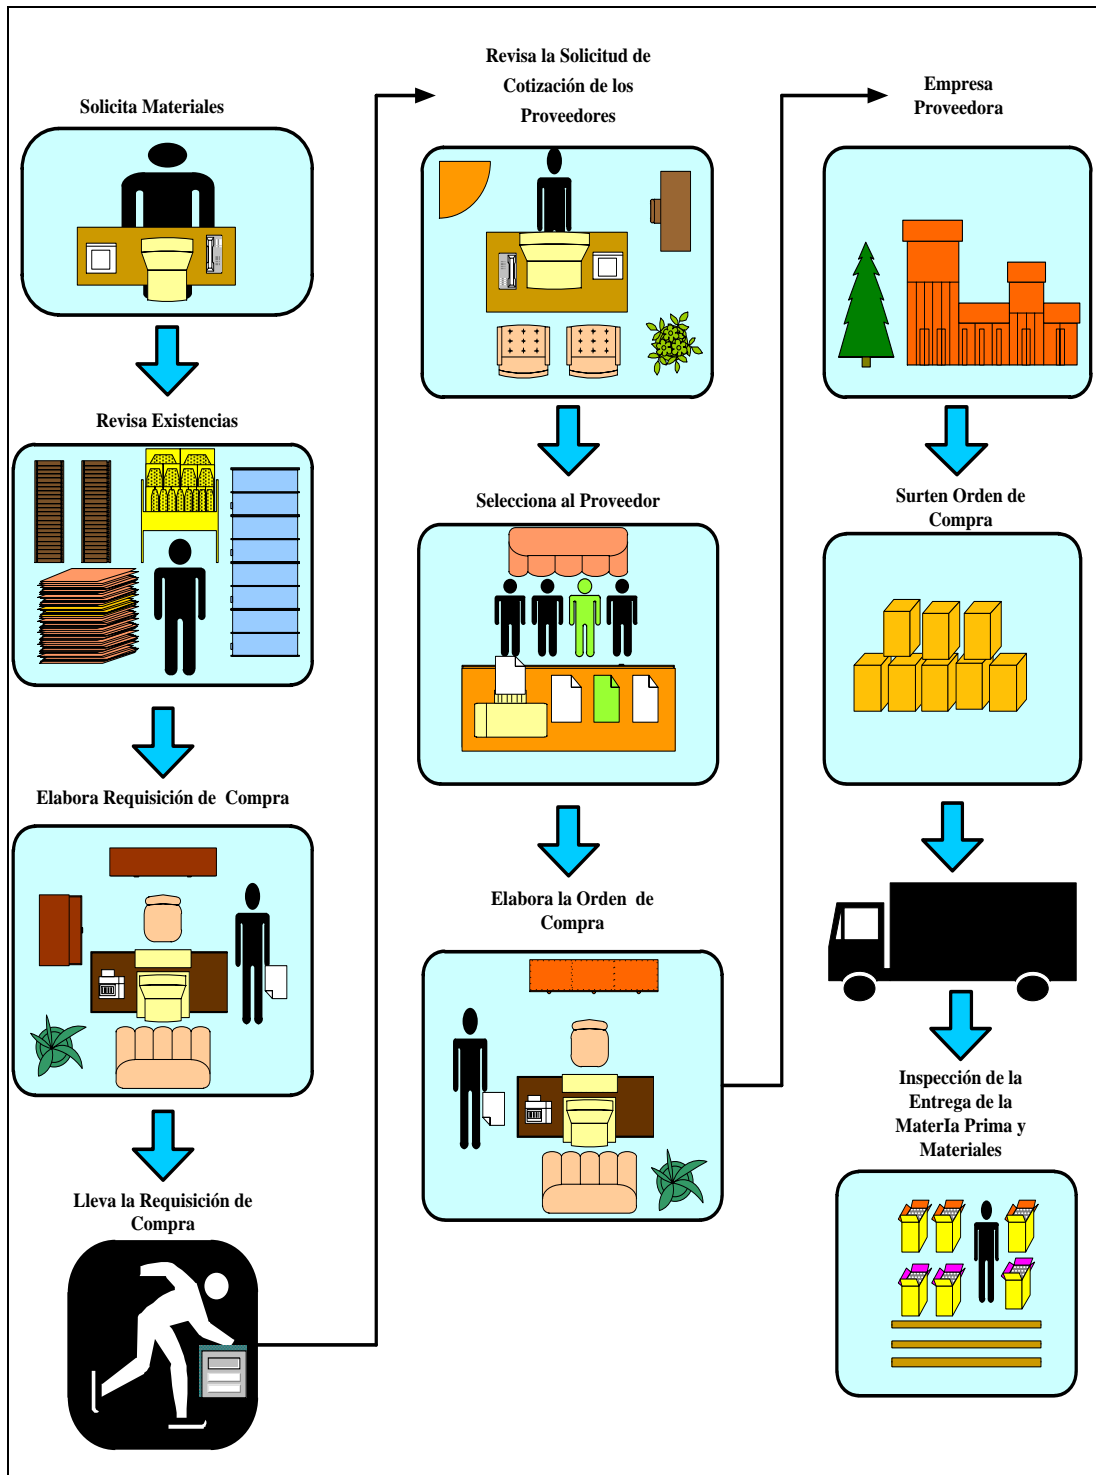 Solicita Materiales
Revisa Existencias
Elabora Requisición de Compra
Lleva la Requisición de
Compra
Revisa la Solicitud de
Cotización de los
Proveedores
Selecciona al Proveedor
Elabora la Orden de
Compra
Empresa
Proveedora
Surten Orden de
Compra
Inspección de la
Entrega de la
MaterIa Prima y
Materiales